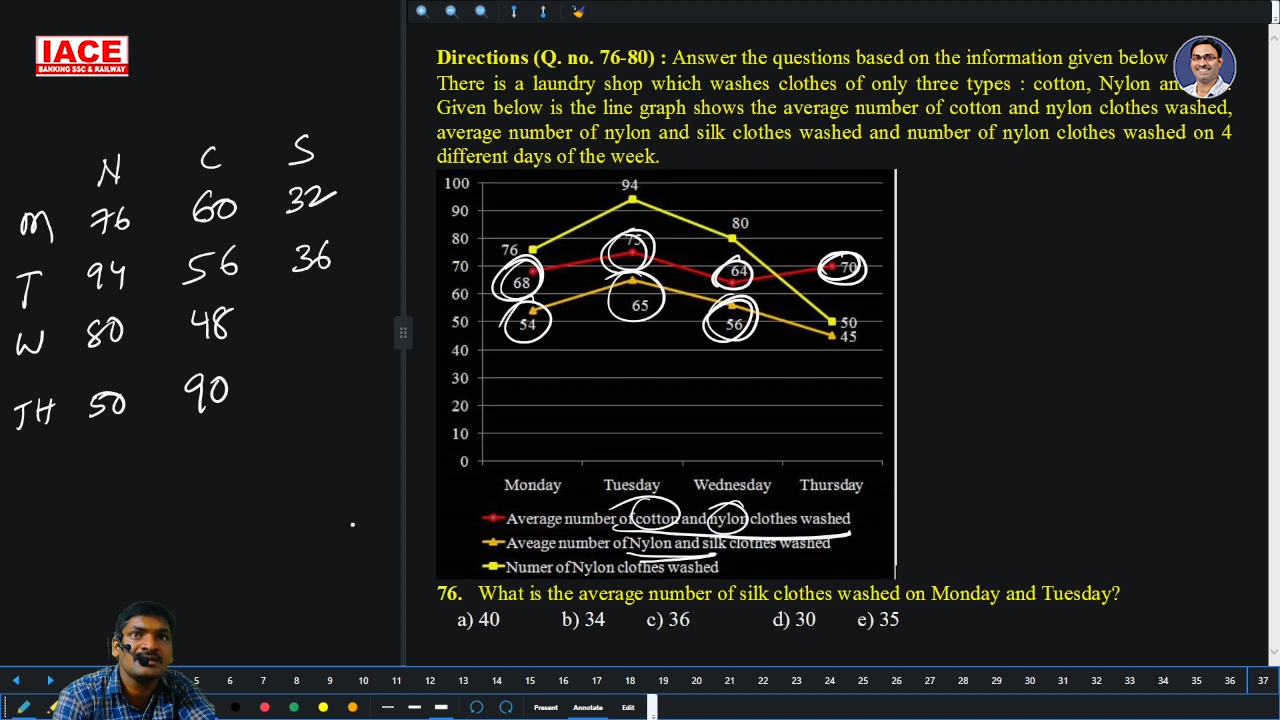 IACE
BANKING SSC & RAILWAY
Directions (Q. no. 76-80) : Answer the questions based on the information given below
There is a laundry shop which washes clothes of only three types : cotton, Nylon an
Given below is the line graph shows the average number of cotton and nylon clothes washed,
average number of nylon and silk clothes washed and number of nylon clothes washed on 4
different days of the week.
N C S
M 76 60 32
T 94 56 36
W 80 48
TH 50 90
100
90
80
70
60
50
40
30
20
10
0
76 94 80 50
68 75 64 70
54 65 56 45
Monday Tuesday Wednesday Thursday
Average number of cotton and nylon clothes washed
Aveage number of Nylon and silk clothes washed
Numer of Nylon clothes washed
76. What is the average number of silk clothes washed on Monday and Tuesday?
a) 40 b) 34 c) 36 d) 30 e) 35
5 6 7 8 9 10 11 12 13 14 15 16 17 18 19 20 21 22 23 24 25 26 27 28 29 30 31 32 33 34 35 36 37
Present Annotate Edit